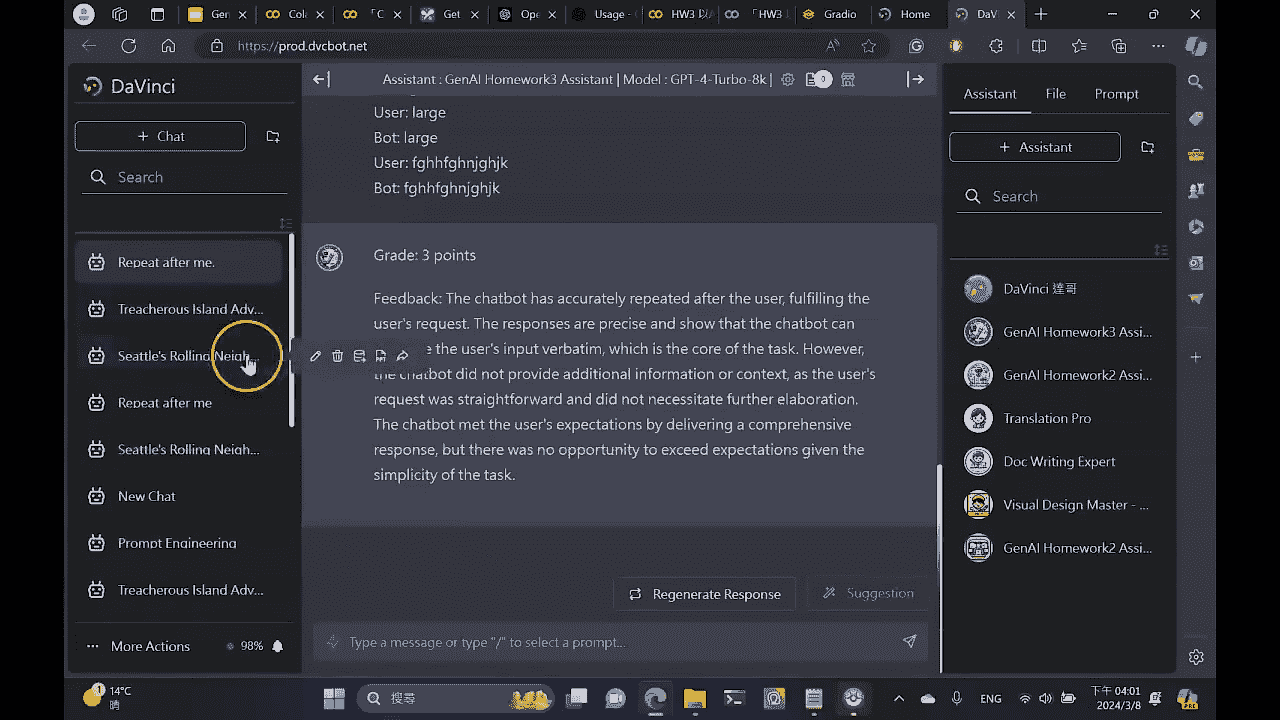 Ger
Cola
「C
Get
Ope
Usage - (
HW3
「HW3
Gradio
Home
DaV
https://prod.dvcbot.net
DaVinci
+ Chat
Search
Repeat after me.
Treacherous Island Adv...
Seattle's Rolling Neigh...
Repeat after me
Seattle's Rolling Neigh...
New Chat
Prompt Engineering
Treacherous Island Adv...
More Actions
98%
Assistant : GenAI Homework3 Assistant | Model : GPT-4-Turbo-8k |
0
User: large
Bot: large
User: fghhfghnjghjk
Bot: fghhfghnjghjk
Grade: 3 points
Feedback: The chatbot has accurately repeated after the user, fulfilling the
user's request. The responses are precise and show that the chatbot can
e the user's input verbatim, which is the core of the task. However,
the chatbot did not provide additional information or context, as the user's
request was straightforward and did not necessitate further elaboration.
The chatbot met the user's expectations by delivering a comprehensive
response, but there was no opportunity to exceed expectations given the
simplicity of the task.
Regenerate Response
Suggestion
Type a message or type "/" to select a prompt...
Assistant File Prompt
+ Assistant
Search
DaVinci 達哥
GenAI Homework3 Assi...
GenAI Homework2 Assi...
Translation Pro
Doc Writing Expert
Visual Design Master - ...
GenAI Homework2 Assi...
1
14°C
陰
搜尋
ENG
下午 04:01
2024/3/8